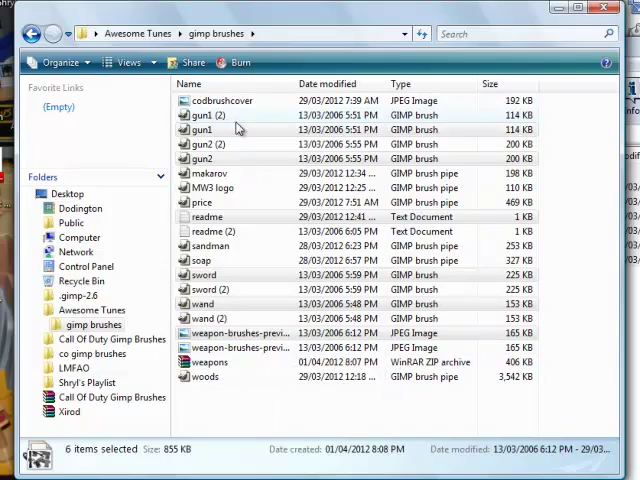 Awesome Tunes gimp brushes Search
Organize Views Share Burn
Favorite Links
(Empty)
Folders
Desktop
Dodington
Public
Computer
Network
Control Panel
Recycle Bin
.gimp-2.6
Awesome Tunes
gimp brushes
Call Of Duty Gimp Brushes
co gimp brushes
LMFAO
Shryl's Playlist
Call Of Duty Gimp Brushes
Xirod
Name Date modified Type Size
codbrushcover 29/03/2012 7:39 AM JPEG Image 192 KB
gun1 (2) 13/03/2006 5:51 PM GIMP brush 114 KB
gun1 13/03/2006 5:51 PM GIMP brush 114 KB
gun2 (2) 13/03/2006 5:55 PM GIMP brush 200 KB
gun2 13/03/2006 5:55 PM GIMP brush 200 KB
makarov 29/03/2012 12:34 ... GIMP brush pipe 198 KB
MW3 logo 29/03/2012 12:25 ... GIMP brush pipe 110 KB
price 29/03/2012 7:51 AM GIMP brush pipe 469 KB
readme 29/03/2012 12:41 ... Text Document 1 KB
readme (2) 13/03/2006 6:05 PM Text Document 1 KB
sandman 28/03/2012 6:23 PM GIMP brush pipe 253 KB
soap 28/03/2012 6:57 PM GIMP brush pipe 327 KB
sword 13/03/2006 5:59 PM GIMP brush 225 KB
sword (2) 13/03/2006 5:59 PM GIMP brush 225 KB
wand 13/03/2006 5:48 PM GIMP brush 153 KB
wand (2) 13/03/2006 5:48 PM GIMP brush 153 KB
weapon-brushes-previ... 13/03/2006 6:12 PM JPEG Image 165 KB
weapon-brushes-previ... 13/03/2006 6:12 PM JPEG Image 165 KB
weapons 01/04/2012 8:07 PM WinRAR ZIP archive 406 KB
woods 29/03/2012 12:18 ... GIMP brush pipe 3,542 KB
6 items selected Size: 855 KB Date created: 01/04/2012 8:08 PM Date modified: 13/03/2006 6:12 PM - 29/03...